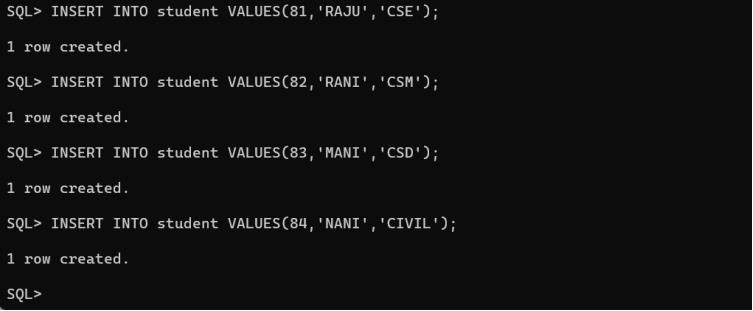 SQL> INSERT INTO student VALUES(81,'RAJU','CSE');
1 row created.
SQL> INSERT INTO student VALUES(82,'RANI','CSM');
1 row created.
SQL> INSERT INTO student VALUES(83,'MANI','CSD');
1 row created.
SQL> INSERT INTO student VALUES(84,'NANI','CIVIL');
1 row created.
SQL>